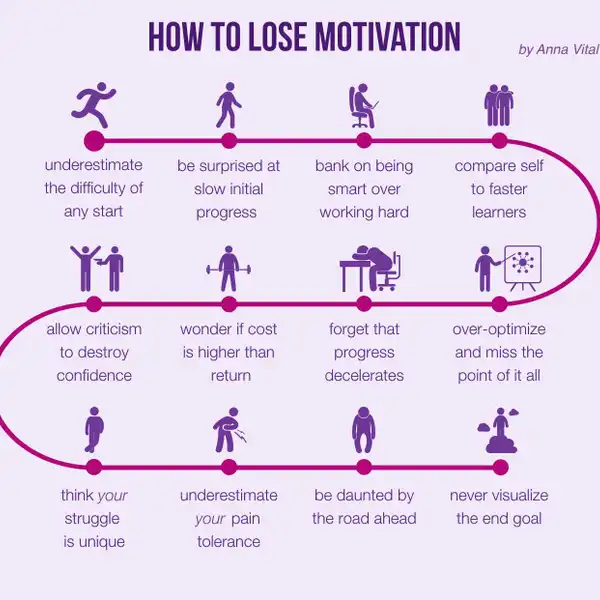 HOW TO LOSE MOTIVATION
by Anna Vital
underestimate
the difficulty of
any start
be surprised at
slow initial
progress
bank on being
smart over
working hard
compare self
to faster
learners
allow criticism
to destroy
confidence
wonder if cost
is higher than
return
forget that
progress
decelerates
over-optimize
and miss the
point of it all
think your
struggle
is unique
underestimate
your pain
tolerance
be daunted by
the road ahead
never visualize
the end goal